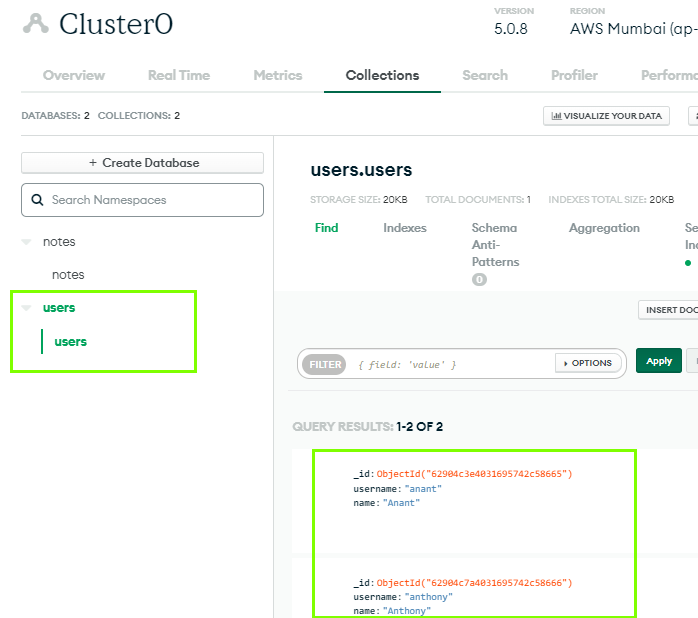 Cluster0
VERSION
5.0.8
REGION
AWS Mumbai (ap-
Overview
Real Time
Metrics
Collections
Search
Profiler
Performa
DATABASES: 2 COLLECTIONS: 2
VISUALIZE YOUR DATA
+ Create Database
Search Namespaces
notes
notes
users
users
users.users
STORAGE SIZE: 20KB TOTAL DOCUMENTS: 1 INDEXES TOTAL SIZE: 20KB
Find
Indexes
Schema
Anti-
Patterns
0
Aggregation
Se
Inc
INSERT DOC
FILTER { field: 'value' }
OPTIONS
Apply
QUERY RESULTS: 1-2 OF 2
_id: ObjectId("62904c3e4031695742c58665")
username: "anant"
name: "Anant"
_id: ObjectId("62904c7a4031695742c58666")
username: "anthony"
name: "Anthony"